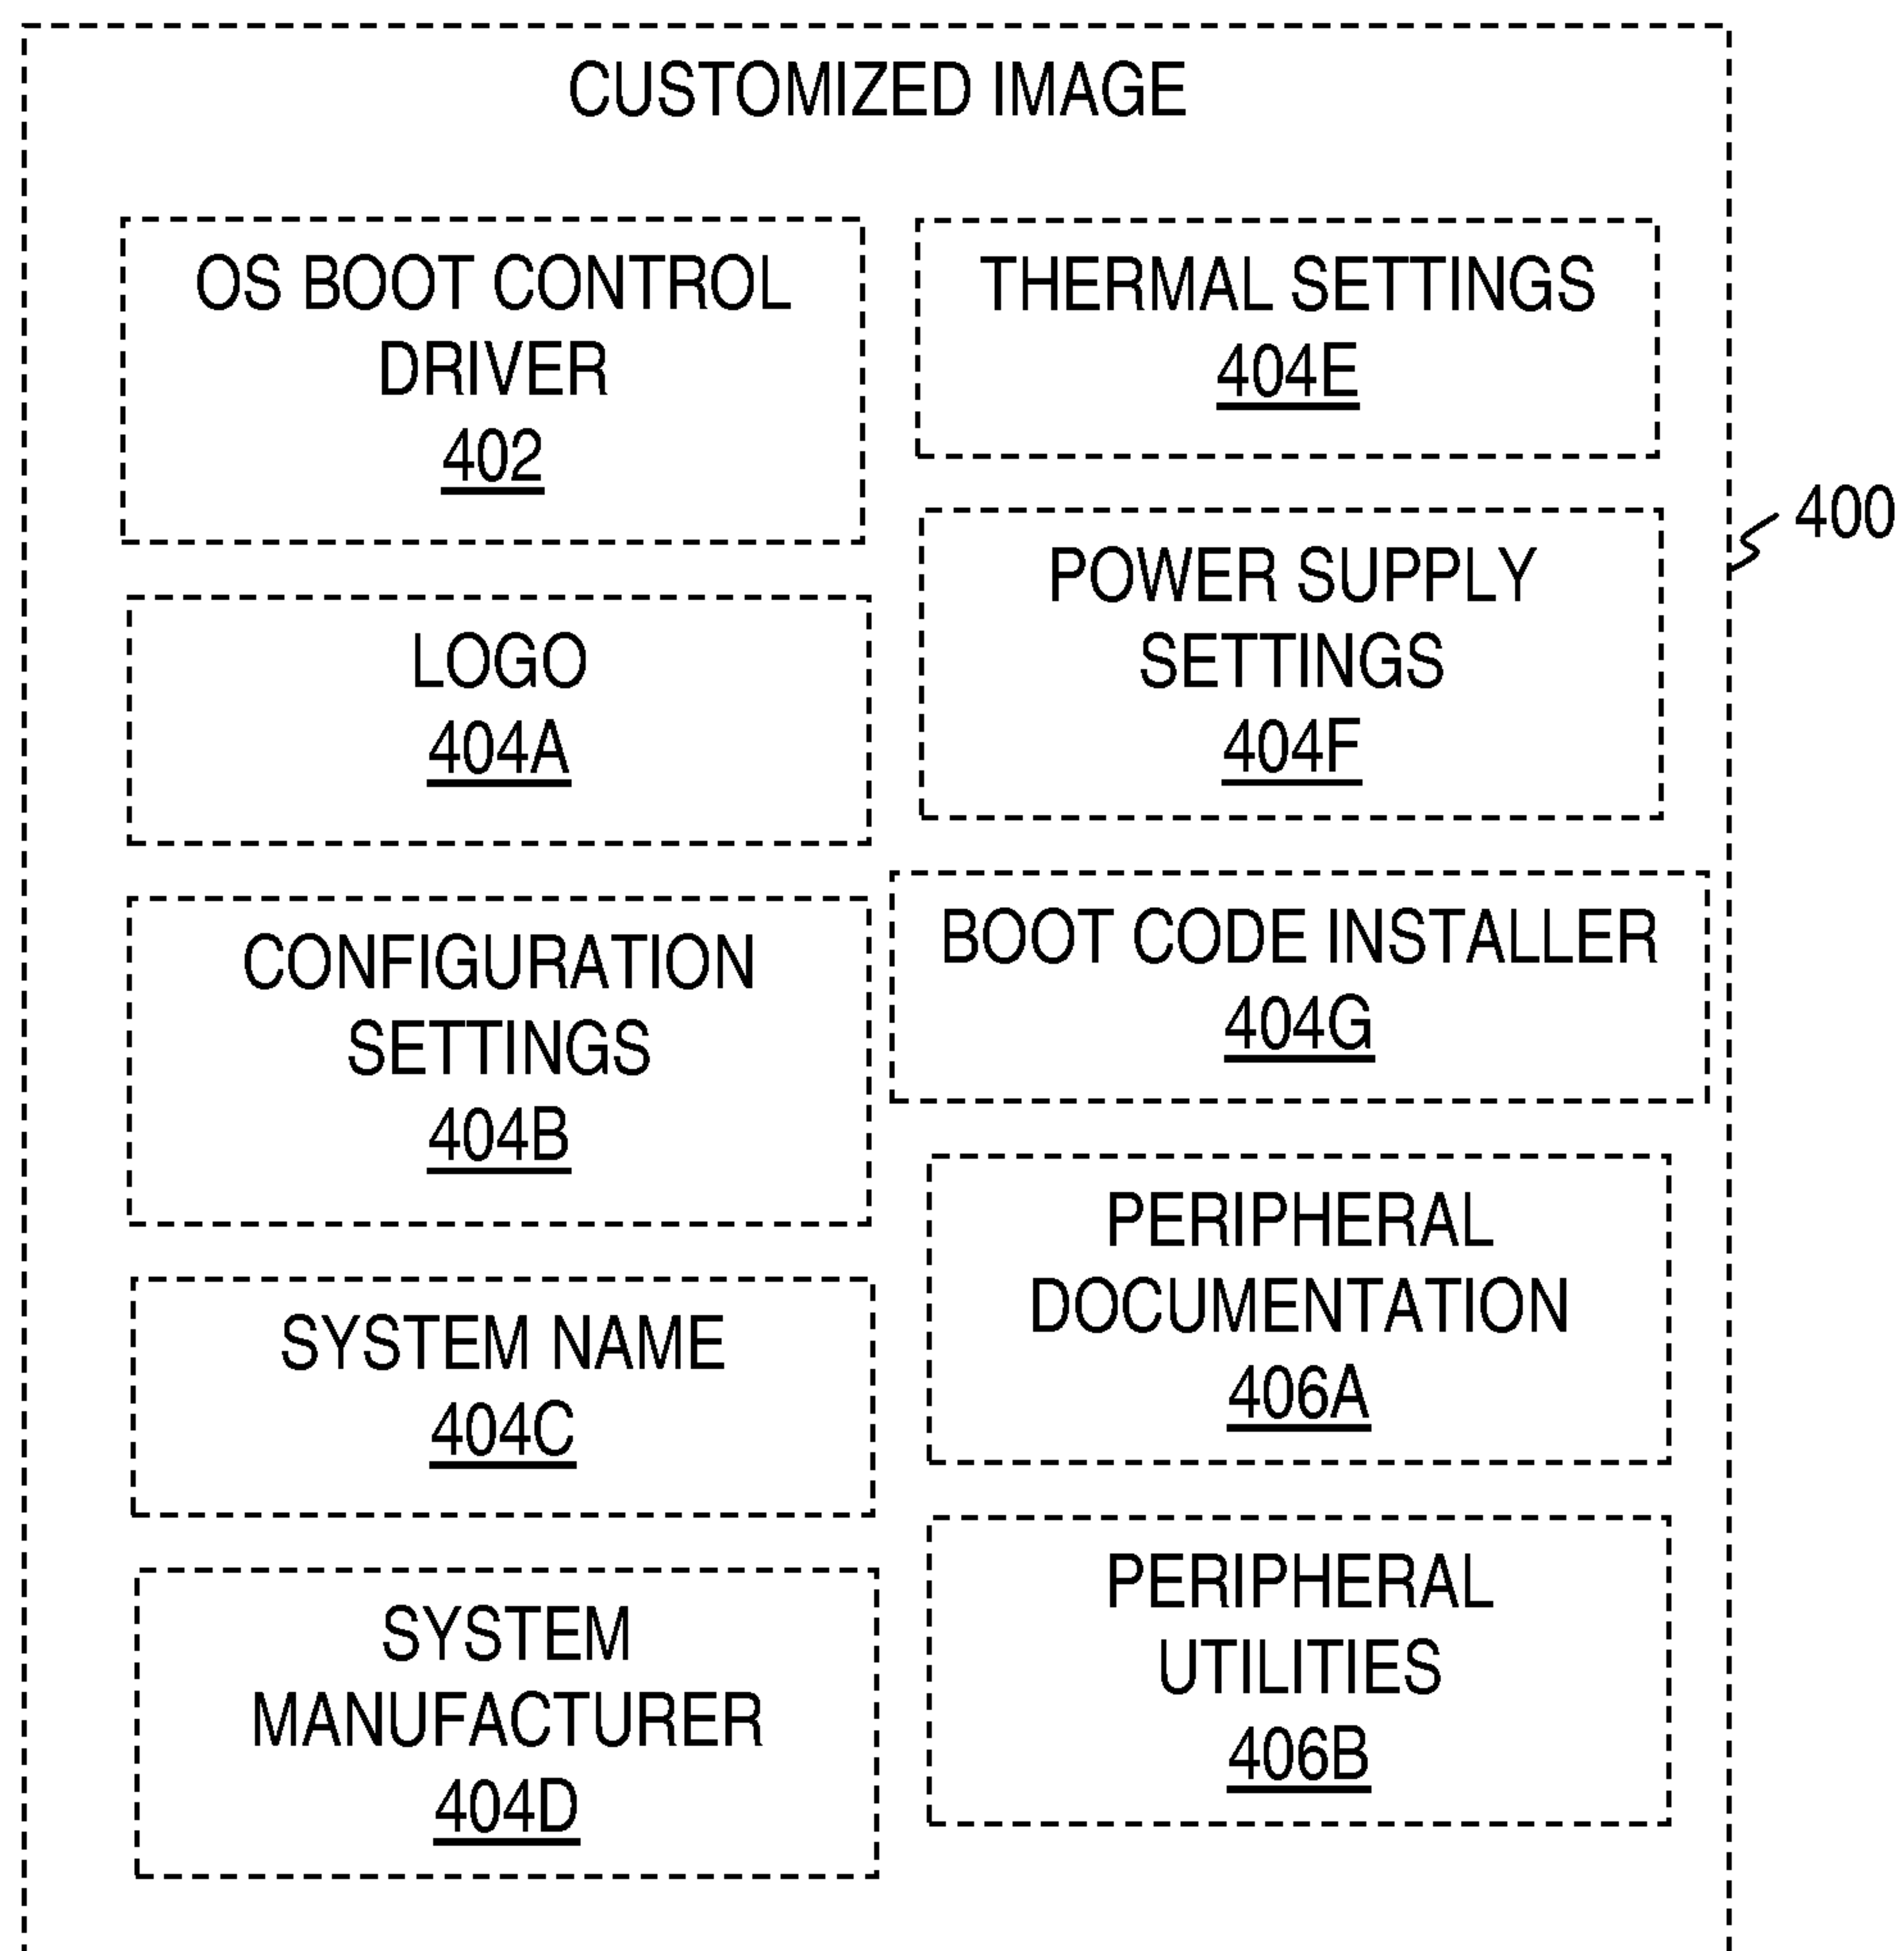 CUSTOMIZED IMAGE
OS BOOT CONTROL
DRIVER
402
LOGO
404A
CONFIGURATION
SETTINGS
404B
SYSTEM NAME
404C
SYSTEM
MANUFACTURER
404D
THERMAL SETTINGS
404E
POWER SUPPLY
SETTINGS
404F
BOOT CODE INSTALLER
404G
PERIPHERAL
DOCUMENTATION
406A
PERIPHERAL
UTILITIES
406B
400